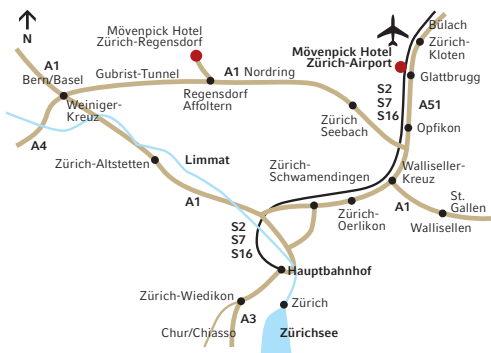 N
Mövenpick Hotel
Zürich-Regensdorf
Bülach
Zürich-
Kloten
Mövenpick Hotel
Zürich-Airport
A1
Bern/Basel
Gubrist-Tunnel
A1 Nordring
Glattbrugg
S2
S7
S16
A51
Weiniger-
Kreuz
Regensdorf
Affoltern
Zürich
Seebach
Opfikon
A4
Zürich-Altstetten
Limmat
Zürich-
Schwamendingen
Walliseller-
Kreuz
A1
Zürich-
Oerlikon
A1
St.
Gallen
Wallisellen
S2
S7
S16
Hauptbahnhof
Zürich-Wiedikon
Zürich
A3
Chur/Chiasso
Zürichsee